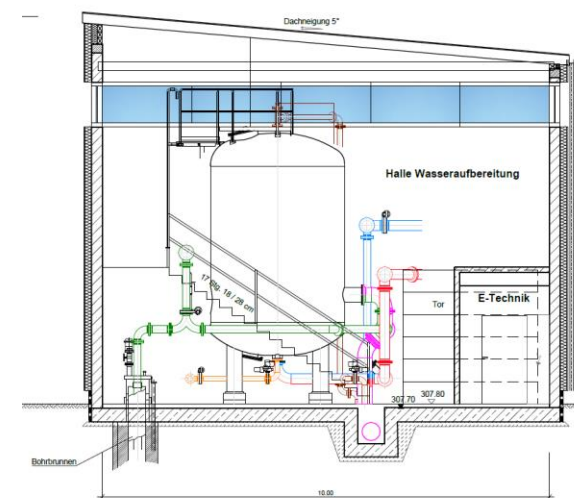 Dachneigung 5°
Halle Wasseraufbereitung
17 Stg. 18 / 28 cm
Tor
E-Technik
307.70
307.80
Bohrbrunnen
10.00